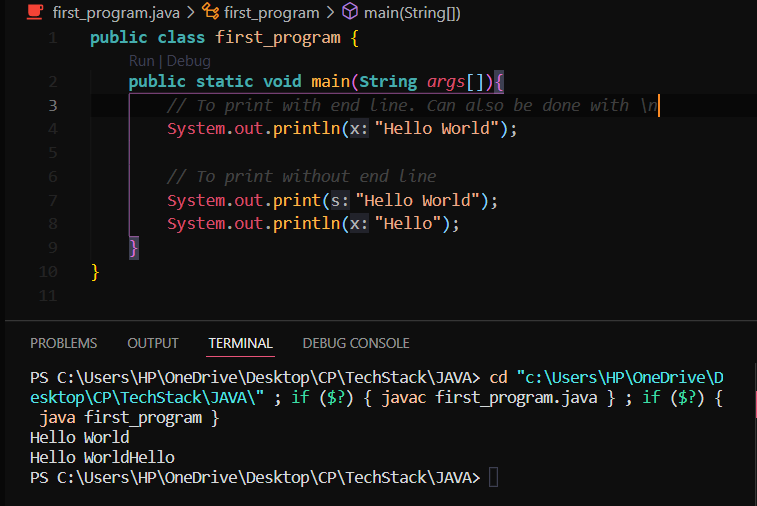 first_program.java > first_program > main(String[])
1 public class first_program {
Run | Debug
2 public static void main(String args[]){
3 // To print with end line. Can also be done with \n
4 System.out.println(x: "Hello World");
5
6 // To print without end line
7 System.out.print(s: "Hello World");
8 System.out.println(x: "Hello");
9 }
10 }
11
PROBLEMS OUTPUT TERMINAL DEBUG CONSOLE
PS C:\Users\HP\OneDrive\Desktop\CP\TechStack\JAVA> cd "c:\Users\HP\OneDrive\D
esktop\CP\TechStack\JAVA\" ; if ($?) { javac first_program.java } ; if ($?) {
java first_program }
Hello World
Hello WorldHello
PS C:\Users\HP\OneDrive\Desktop\CP\TechStack\JAVA>